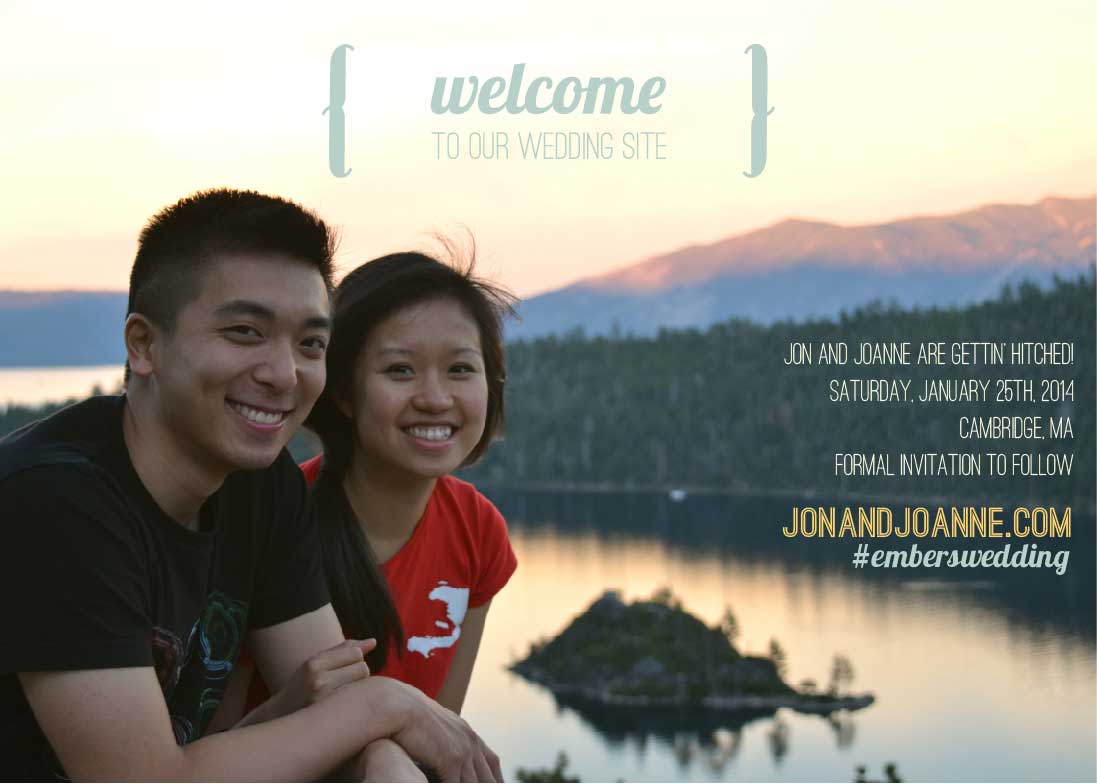 welcome
TO OUR WEDDING SITE
JON AND JOANNE ARE GETTIN' HITCHED!
SATURDAY, JANUARY 25TH, 2014
CAMBRIDGE, MA
FORMAL INVITATION TO FOLLOW
JONANDJOANNE.COM
#emberswedding